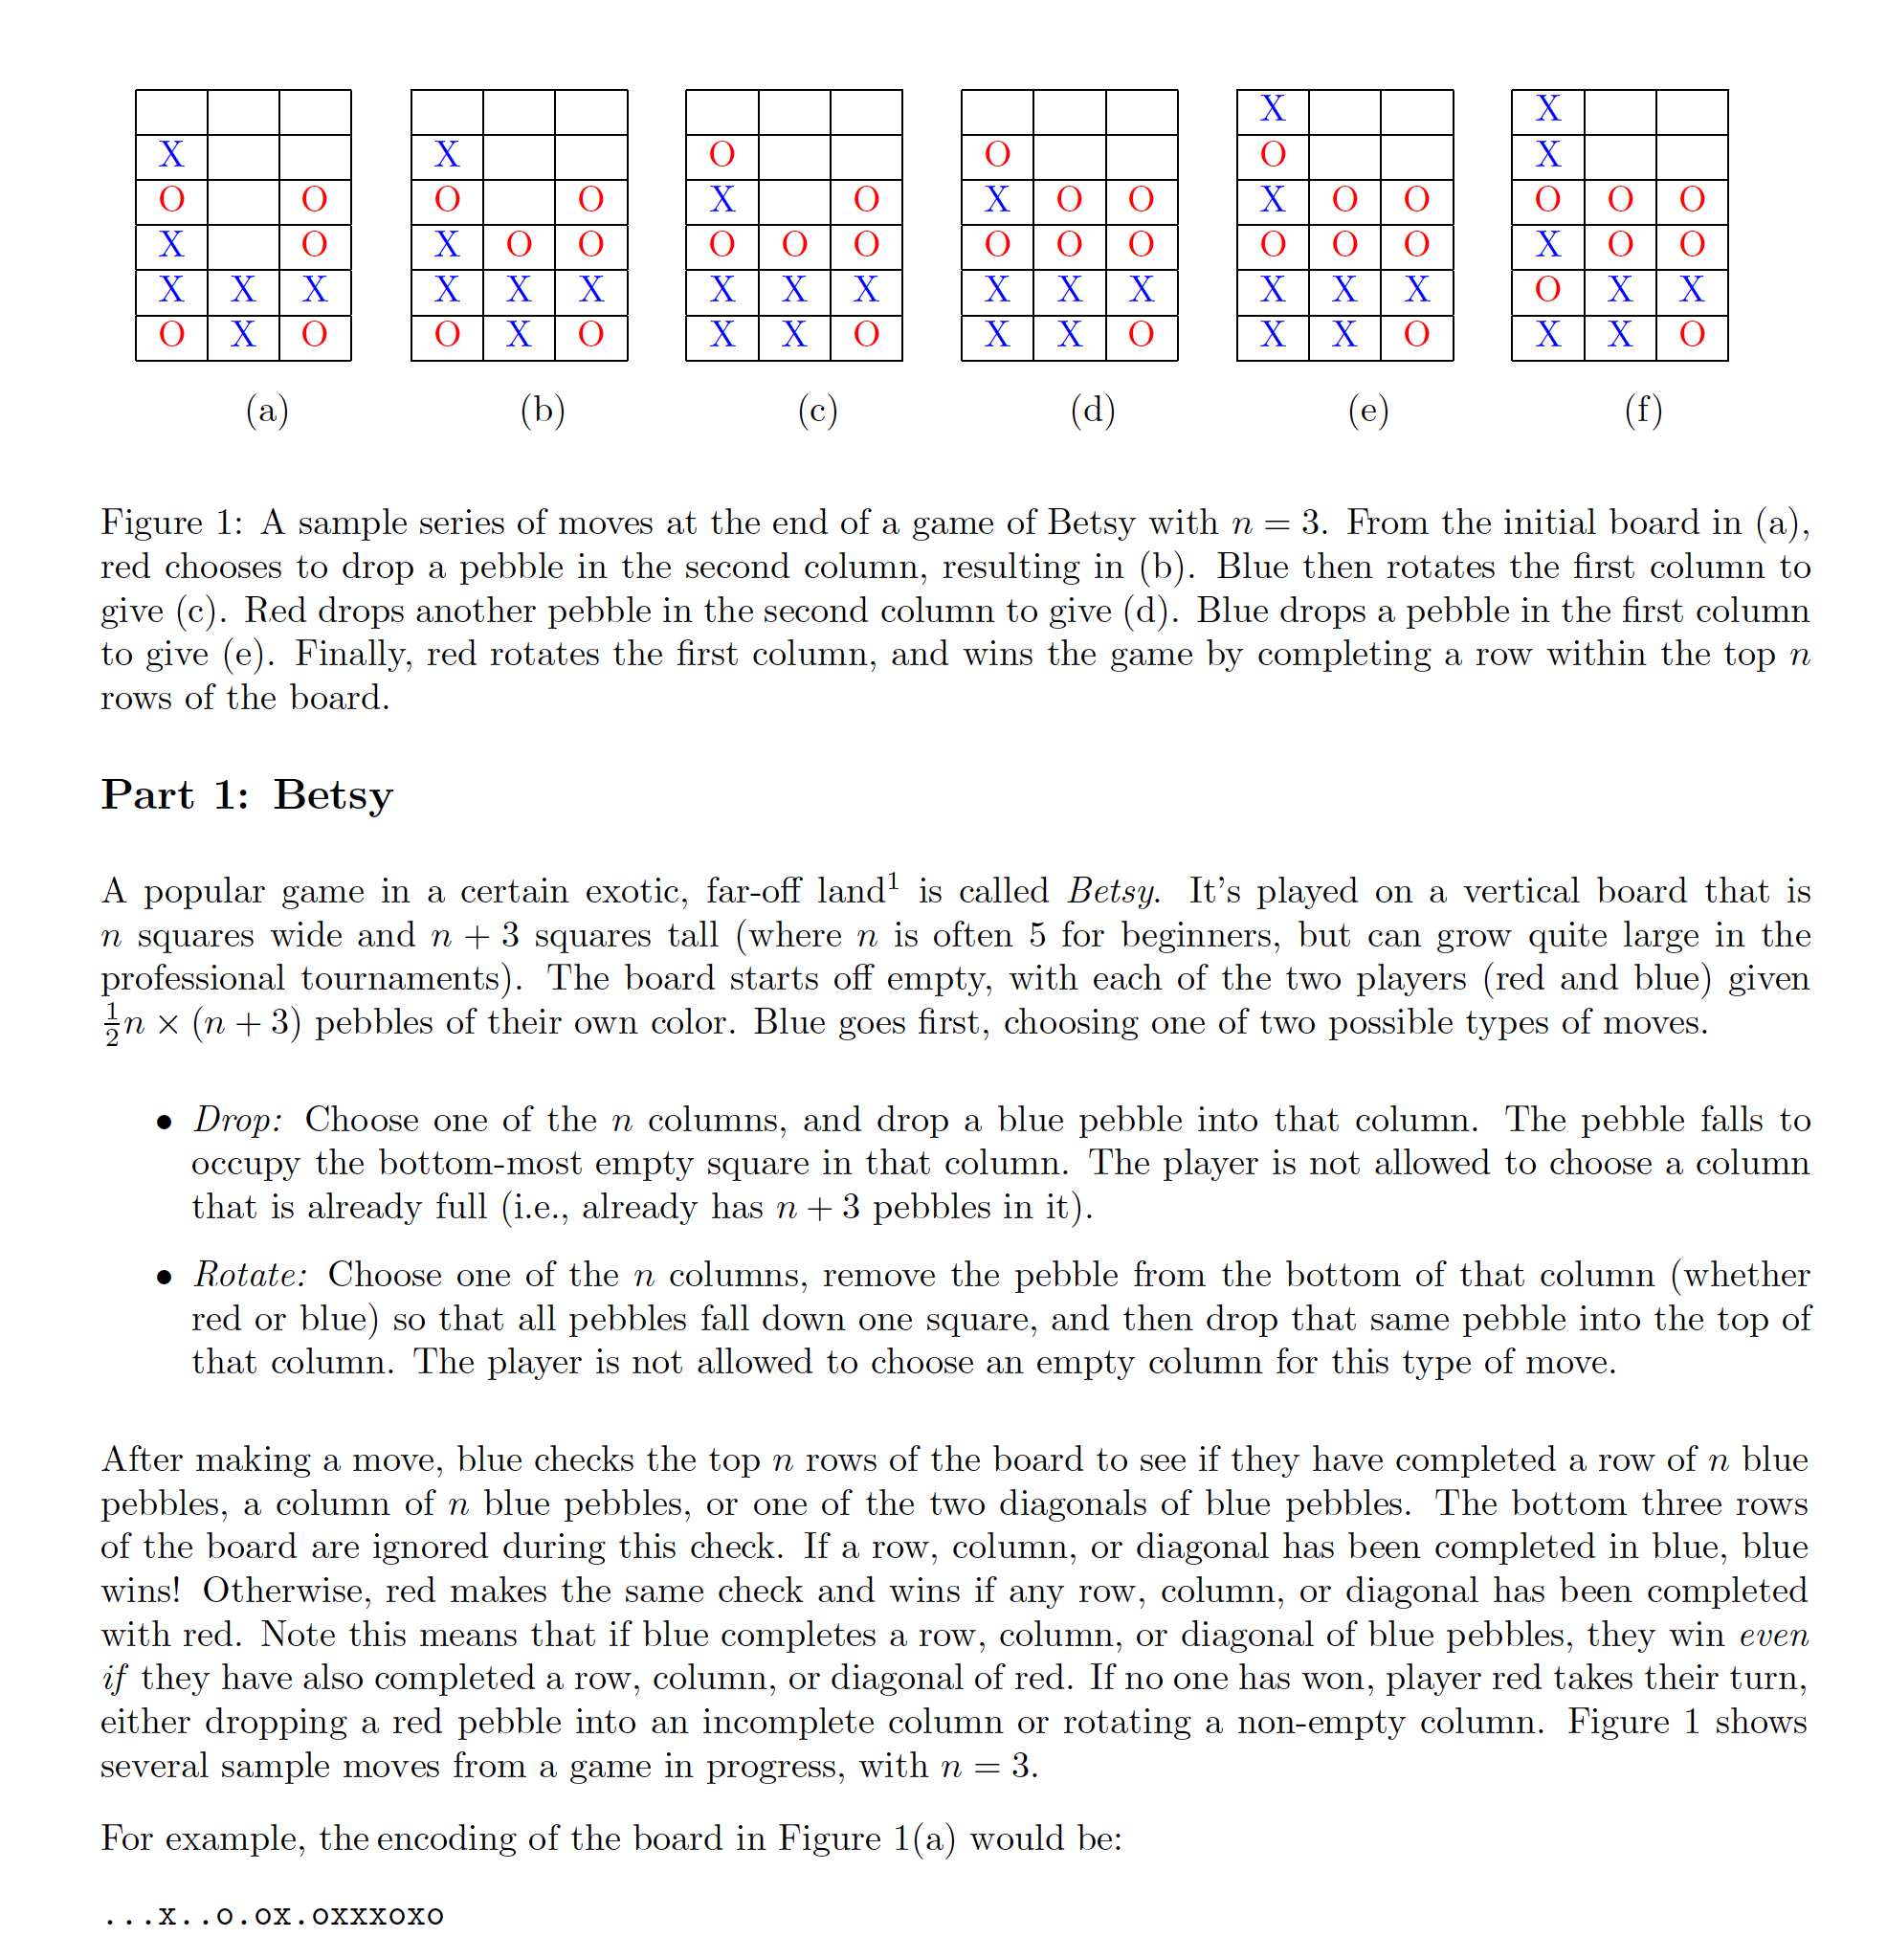 X X
X X O O O X
O O O O X O X O O X O O O O O
X O X O O O O O O O O O O O X O O
X X X X X X X X X X X X X X X O X X
O X O O X O X X O X X O X X O X X O
(a) (b) (c) (d) (e) (f)
Figure 1: A sample series of moves at the end of a game of Betsy with n = 3. From the initial board in (a),
red chooses to drop a pebble in the second column, resulting in (b). Blue then rotates the first column to
give (c). Red drops another pebble in the second column to give (d). Blue drops a pebble in the first column
to give (e). Finally, red rotates the first column, and wins the game by completing a row within the top n
rows of the board.
Part 1: Betsy
A popular game in a certain exotic, far-off land¹ is called Betsy. It's played on a vertical board that is
n squares wide and n + 3 squares tall (where n is often 5 for beginners, but can grow quite large in the
professional tournaments). The board starts off empty, with each of the two players (red and blue) given
½n × (n + 3) pebbles of their own color. Blue goes first, choosing one of two possible types of moves.
• Drop: Choose one of the n columns, and drop a blue pebble into that column. The pebble falls to
occupy the bottom-most empty square in that column. The player is not allowed to choose a column
that is already full (i.e., already has n + 3 pebbles in it).
• Rotate: Choose one of the n columns, remove the pebble from the bottom of that column (whether
red or blue) so that all pebbles fall down one square, and then drop that same pebble into the top of
that column. The player is not allowed to choose an empty column for this type of move.
After making a move, blue checks the top n rows of the board to see if they have completed a row of n blue
pebbles, a column of n blue pebbles, or one of the two diagonals of blue pebbles. The bottom three rows
of the board are ignored during this check. If a row, column, or diagonal has been completed in blue, blue
wins! Otherwise, red makes the same check and wins if any row, column, or diagonal has been completed
with red. Note this means that if blue completes a row, column, or diagonal of blue pebbles, they win even
if they have also completed a row, column, or diagonal of red. If no one has won, player red takes their turn,
either dropping a red pebble into an incomplete column or rotating a non-empty column. Figure 1 shows
several sample moves from a game in progress, with n = 3.
For example, the encoding of the board in Figure 1(a) would be:
...x..o.ox.oxxxoxo